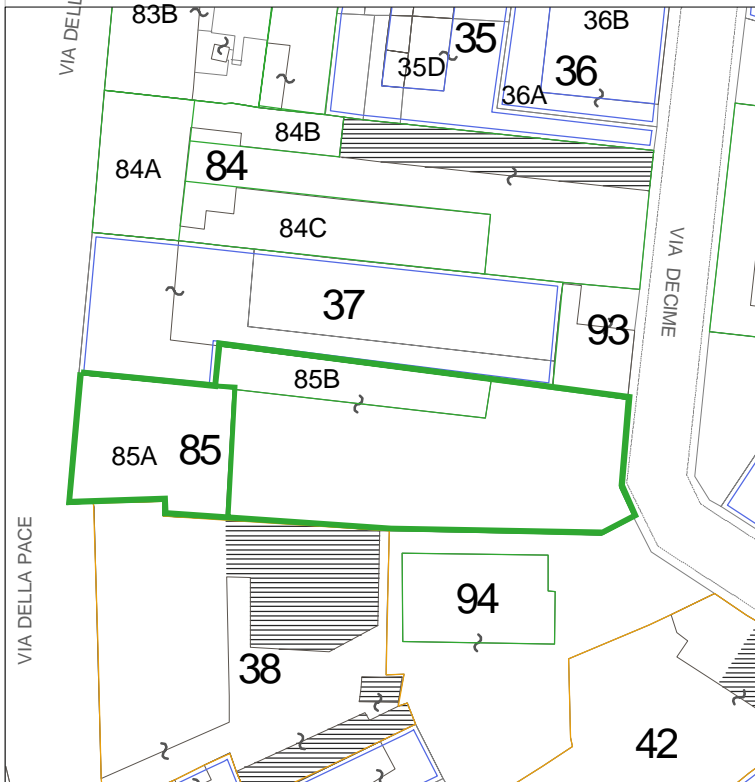 83B
VIA DELL
35
35D
36B
36
36A
84B
84A
84
84C
VIA DECIME
37
93
85B
85A
85
VIA DELLA PACE
94
38
42